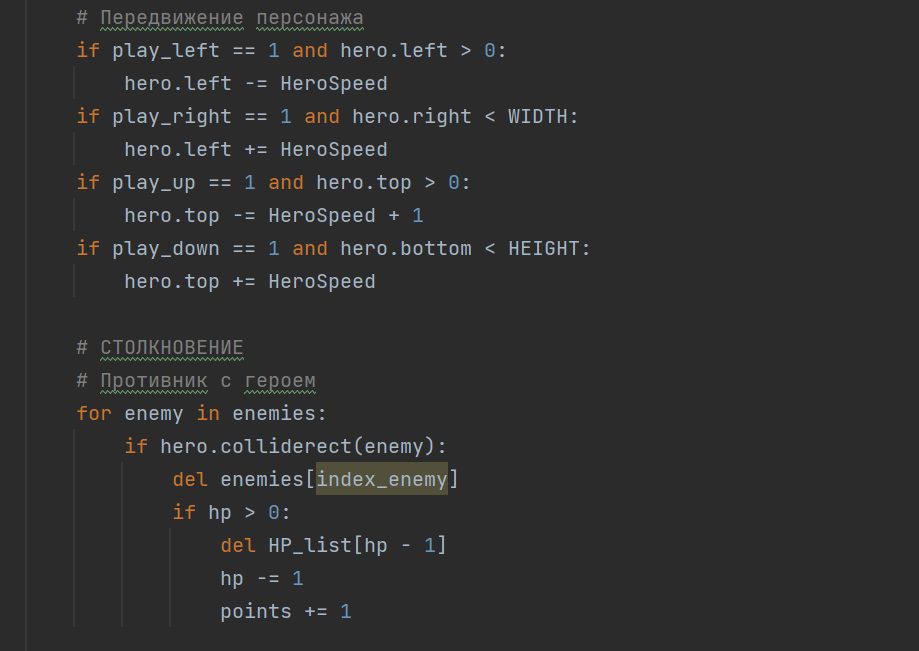 # Передвижение персонажа
if play_left == 1 and hero.left > 0:
    hero.left -= HeroSpeed
if play_right == 1 and hero.right < WIDTH:
    hero.left += HeroSpeed
if play_up == 1 and hero.top > 0:
    hero.top -= HeroSpeed + 1
if play_down == 1 and hero.bottom < HEIGHT:
    hero.top += HeroSpeed
# СТОЛКНОВЕНИЕ
# Противник с героем
for enemy in enemies:
    if hero.colliderect(enemy):
        del enemies[index_enemy]
        if hp > 0:
            del HP_list[hp - 1]
            hp -= 1
            points += 1